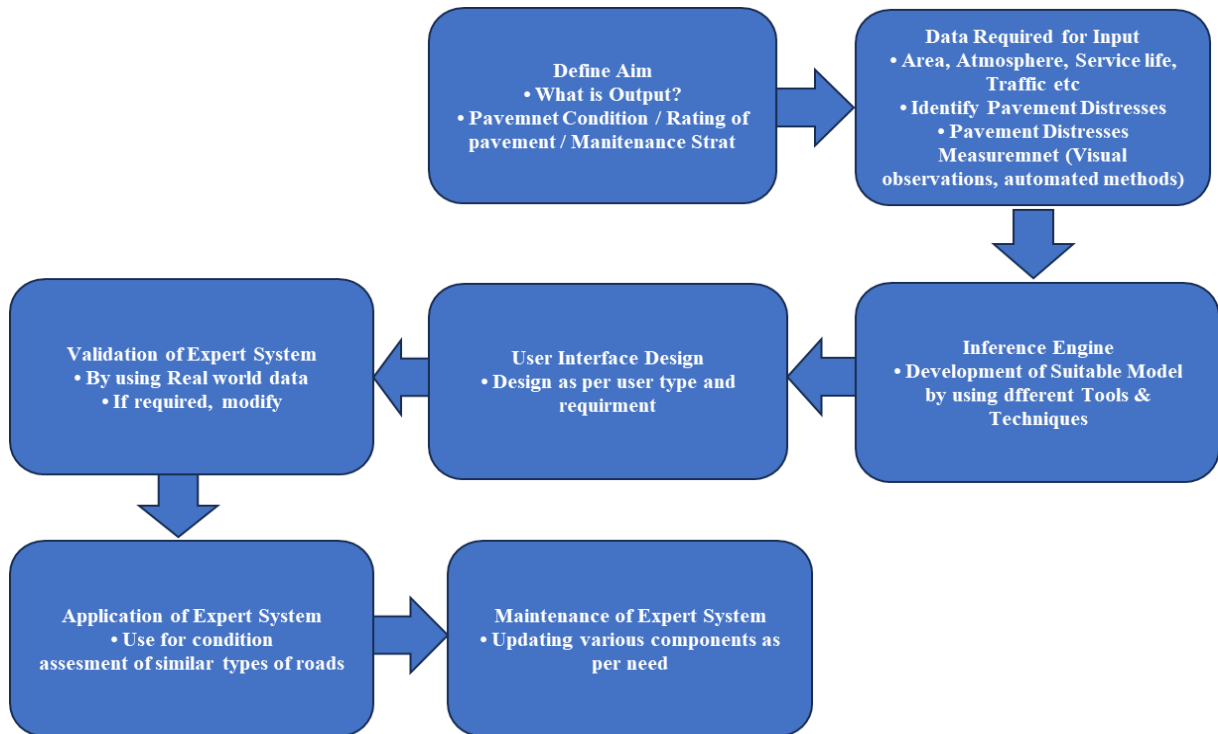 Define Aim
• What is Output?
• Pavemnet Condition / Rating of
pavement / Manitenance Strat
Data Required for Input
• Area, Atmosphere, Service life,
Traffic etc
• Identify Pavement Distresses
• Pavement Distresses
Measuremnet (Visual
observations, automated methods)
Inference Engine
• Development of Suitable Model
by using dfferent Tools &
Techniques
User Interface Design
• Design as per user type and
requirment
Validation of Expert System
• By using Real world data
• If required, modify
Application of Expert System
• Use for condition
assesment of similar types of roads
Maintenance of Expert System
• Updating various components as
per need